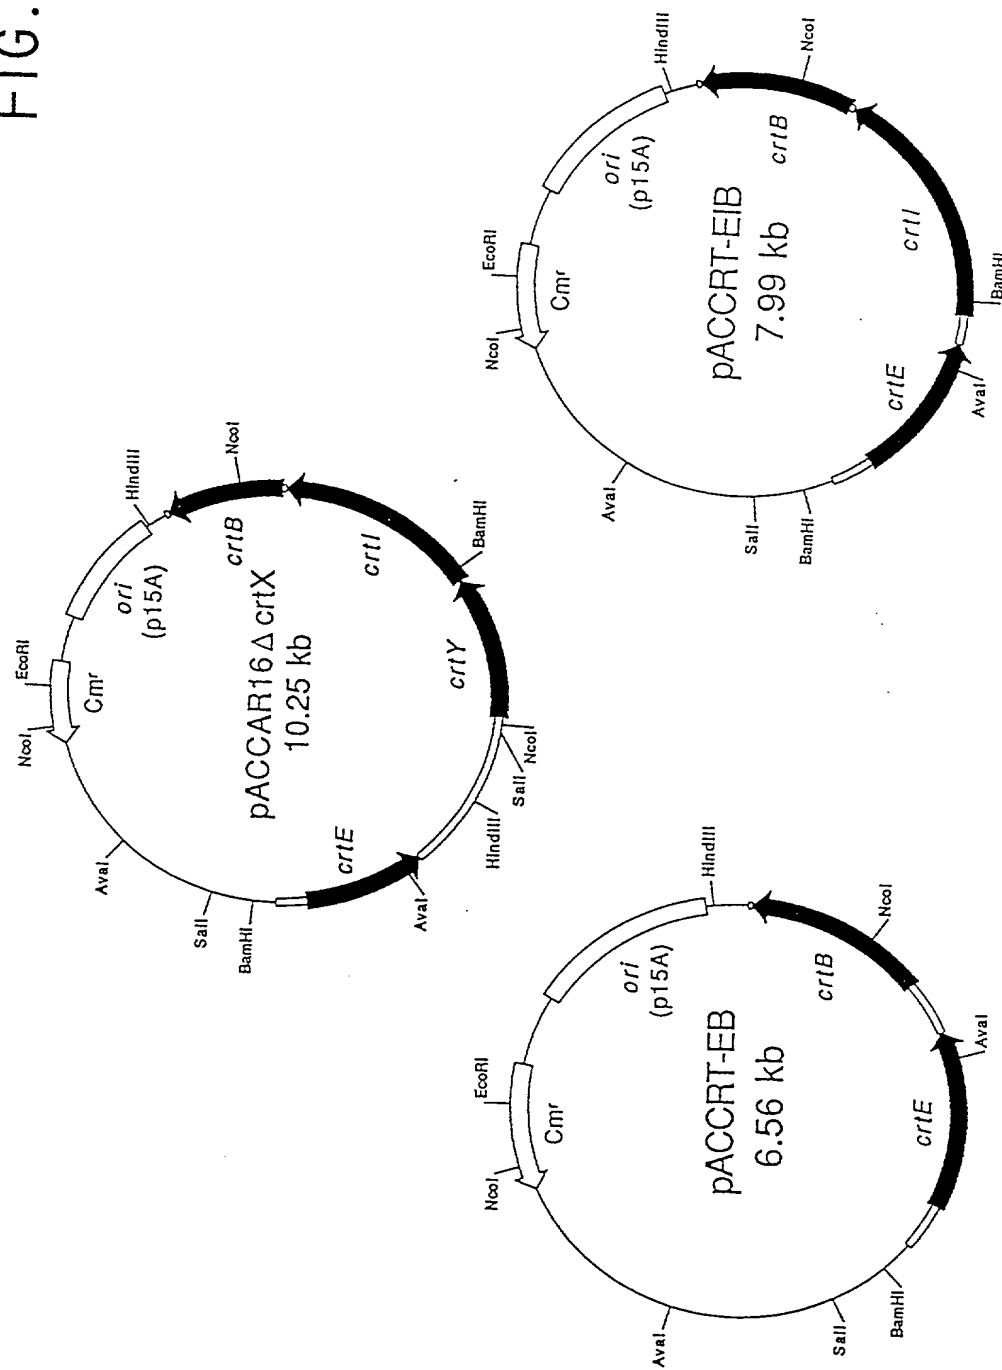 FIG.
EcoRI
NcoI
Cmr
ori
(p15A)
HindIII
crtB
NcoI
crtI
BamHI
crtY
NcoI
SalI
HindIII
AvaI
crtE
BamHI
SalI
AvaI
pACCAR16ΔcrtX
10.25 kb
EcoRI
NcoI
Cmr
ori
(p15A)
HindIII
crtB
NcoI
AvaI
crtE
BamHI
SalI
AvaI
pACCRT-EB
6.56 kb
EcoRI
NcoI
Cmr
ori
(p15A)
HindIII
crtB
NcoI
crtI
BamHI
AvaI
crtE
BamHI
SalI
AvaI
pACCRT-EIB
7.99 kb